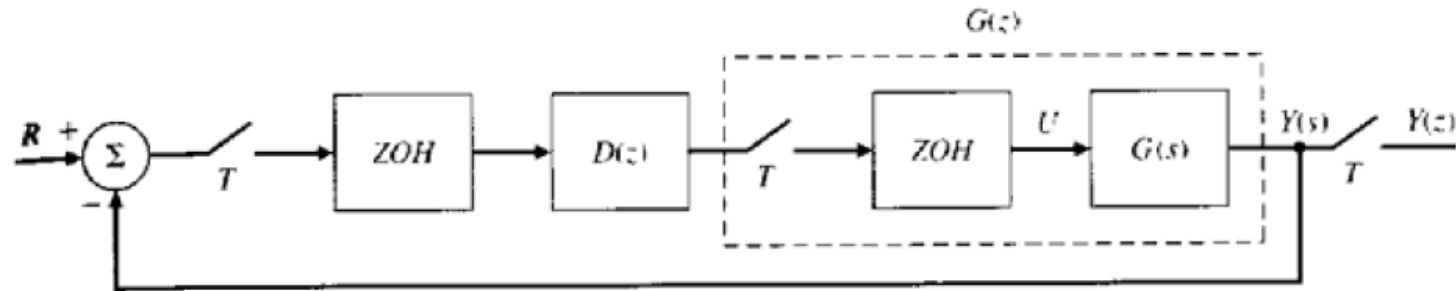 G(z)
R + Σ − T ZOH D(z) T ZOH U G(s) Y(s) T Y(z)